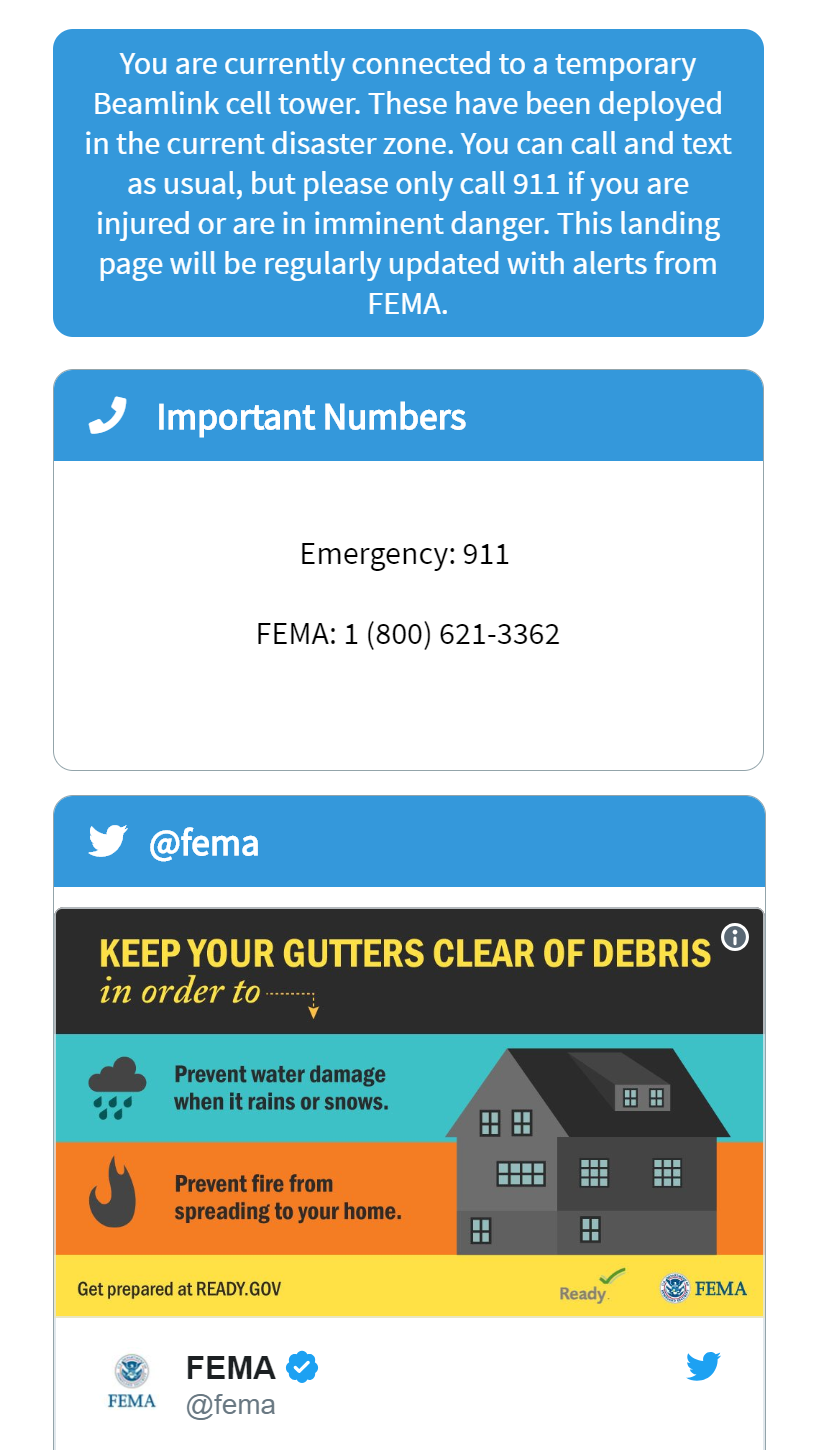 You are currently connected to a temporary
Beamlink cell tower. These have been deployed
in the current disaster zone. You can call and text
as usual, but please only call 911 if you are
injured or are in imminent danger. This landing
page will be regularly updated with alerts from
FEMA.
Important Numbers
Emergency: 911
FEMA: 1 (800) 621-3362
@fema
KEEP YOUR GUTTERS CLEAR OF DEBRIS
in order to
Prevent water damage
when it rains or snows.
Prevent fire from
spreading to your home.
Get prepared at READY.GOV
Ready
FEMA
FEMA
FEMA
@fema